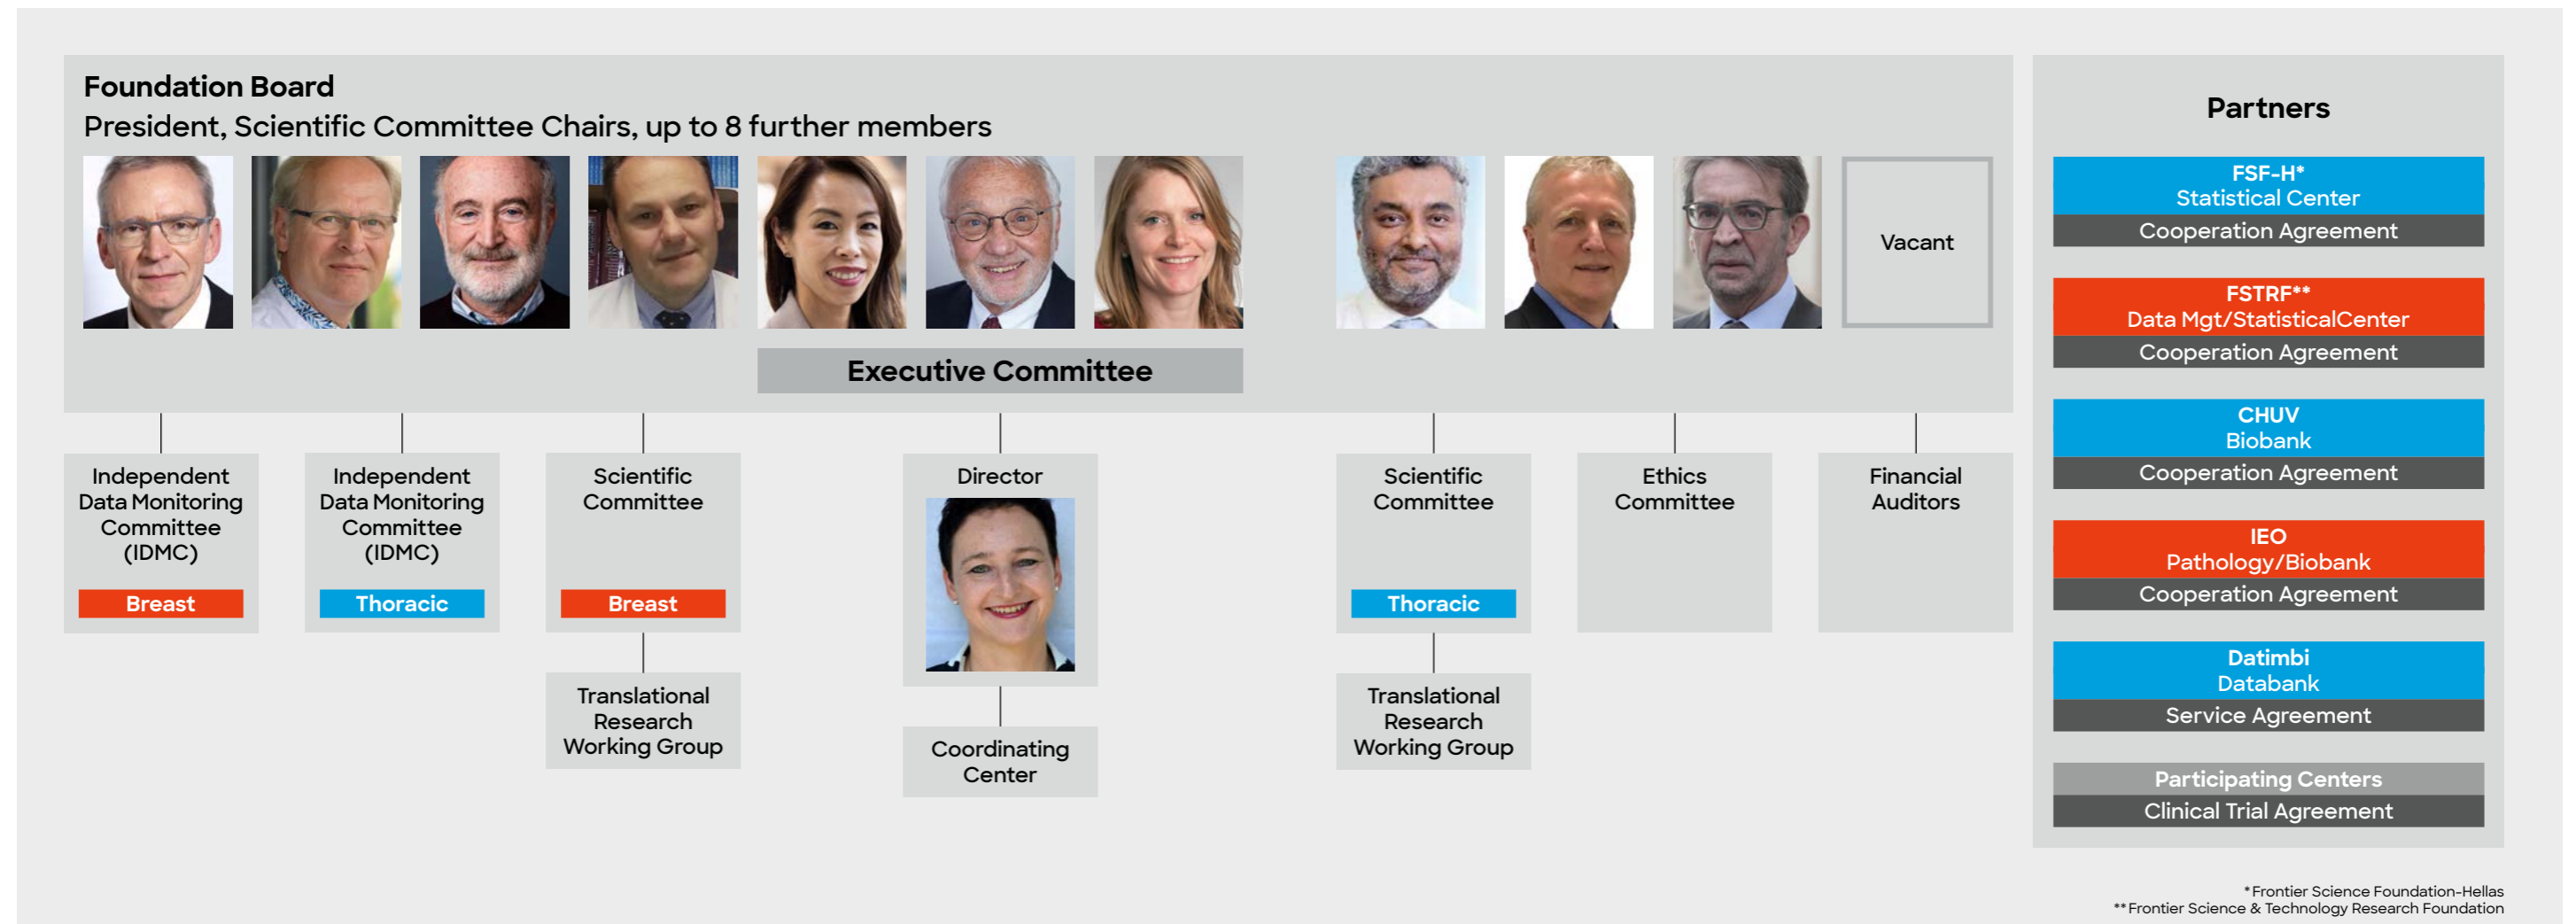 Foundation Board
President, Scientific Committee Chairs, up to 8 further members
Vacant
Executive Committee
Independent
Data Monitoring
Committee
(IDMC)
Breast
Independent
Data Monitoring
Committee
(IDMC)
Thoracic
Scientific
Committee
Breast
Translational
Research
Working Group
Director
Coordinating
Center
Scientific
Committee
Thoracic
Translational
Research
Working Group
Ethics
Committee
Financial
Auditors
Partners
FSF-H*
Statistical Center
Cooperation Agreement
FSTRF**
Data Mgt/StatisticalCenter
Cooperation Agreement
CHUV
Biobank
Cooperation Agreement
IEO
Pathology/Biobank
Cooperation Agreement
Datimbi
Databank
Service Agreement
Participating Centers
Clinical Trial Agreement
*Frontier Science Foundation-Hellas
**Frontier Science & Technology Research Foundation